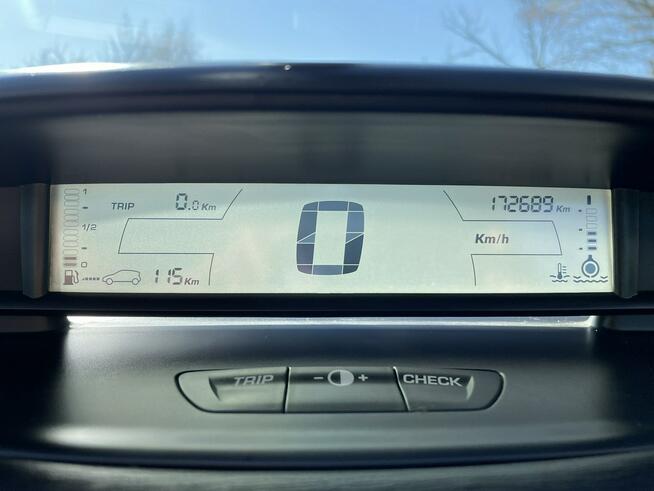 1
TRIP 0.0 Km
172689 Km
1/2
0
Km/h
0
115 Km
TRIP - + CHECK